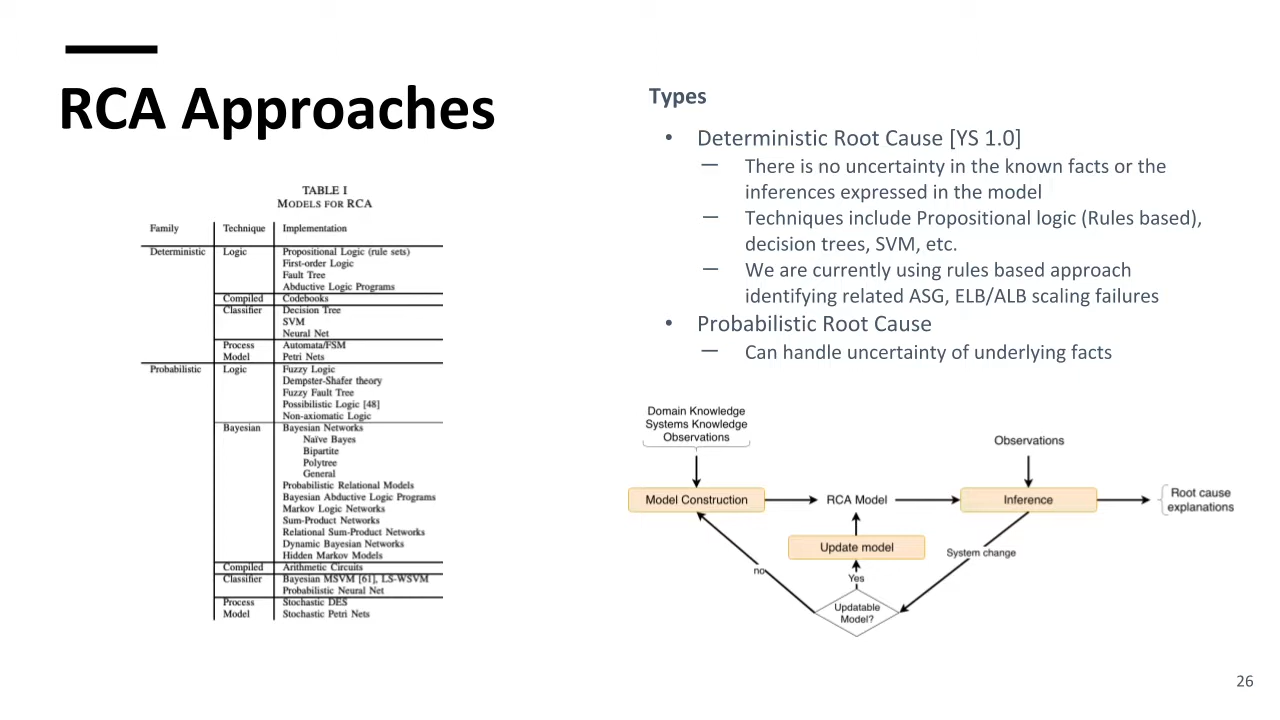 RCA Approaches
TABLE I
MODELS FOR RCA
Family Technique Implementation
Deterministic Logic Propositional Logic (rule sets)
First-order Logic
Fault Tree
Abductive Logic Programs
Compiled Codebooks
Classifier Decision Tree
SVM
Neural Net
Process Automata/FSM
Model Petri Nets
Probabilistic Logic Fuzzy Logic
Dempster-Shafer theory
Fuzzy Fault Tree
Possibilistic Logic [48]
Non-axiomatic Logic
Bayesian Bayesian Networks
Naïve Bayes
Bipartite
Polytree
General
Probabilistic Relational Models
Bayesian Abductive Logic Programs
Markov Logic Networks
Sum-Product Networks
Relational Sum-Product Networks
Dynamic Bayesian Networks
Hidden Markov Models
Compiled Arithmetic Circuits
Classifier Bayesian MSVM [61], LS-WSVM
Probabilistic Neural Net
Process Stochastic DES
Model Stochastic Petri Nets
Types
• Deterministic Root Cause [YS 1.0]
— There is no uncertainty in the known facts or the
inferences expressed in the model
— Techniques include Propositional logic (Rules based),
decision trees, SVM, etc.
— We are currently using rules based approach
identifying related ASG, ELB/ALB scaling failures
• Probabilistic Root Cause
— Can handle uncertainty of underlying facts
Domain Knowledge
Systems Knowledge
Observations
Observations
Model Construction
RCA Model
Inference
Root cause
explanations
Update model
System change
no
Yes
Updatable
Model?
26